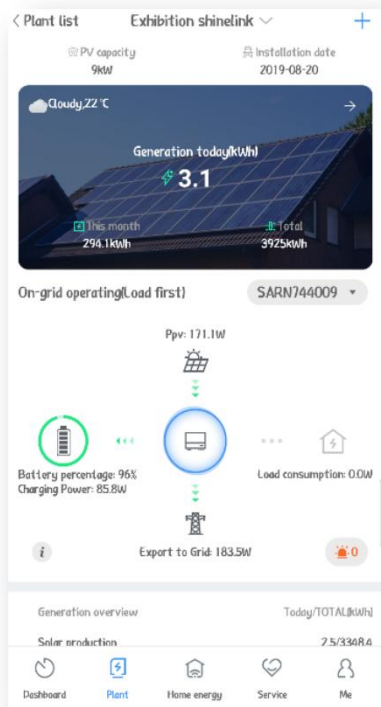 Plant list
Exhibition shinelink
PV capacity
Installation date
9kW
2019-08-20
Cloudy,22℃
Generation today(kWh)
3.1
This month
Total
294.1kWh
3925kWh
On-grid operating(Load first)
SARN744009
Ppv: 171.1W
Battery percentage: 96%
Load consumption: 0.0W
Charging Power: 85.8W
i
Export to Grid: 183.5W
0
Generation overview
Today/TOTAL(kWh)
Solar production
2.5/3348.4
Dashboard
Plant
Home energy
Service
Me